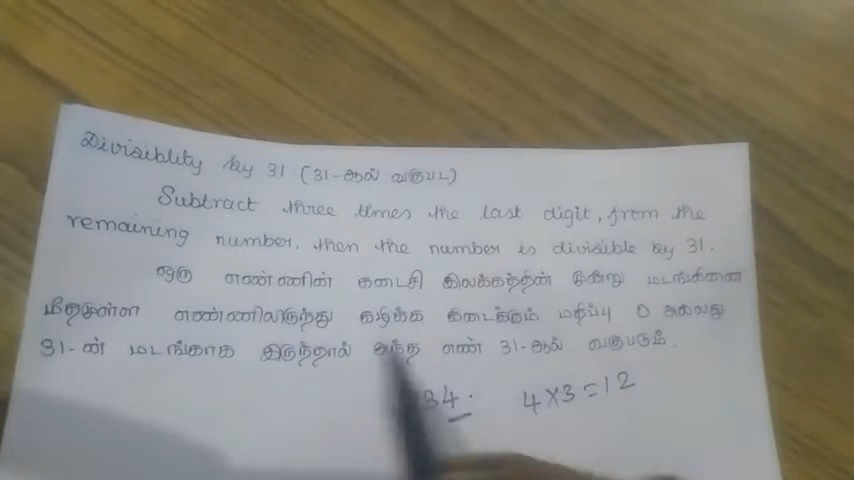 Divisiblity by 31 (31-ஆல் வகுபட)
Subtract three times the last digit, from the
remaining number. then the number is divisible by 31.
ஒரு எண்ணின் கடைசி இலக்கத்தின் மூன்று மடங்கினை
மீதமுள்ள எண்ணிலிருந்து கழிக்க கிடைக்கும் மதிப்பு 0 அல்லது
31-ன் மடங்காக இருந்தால் அந்த எண் 31-ஆல் வகுபடும்.
34. 4×3=12